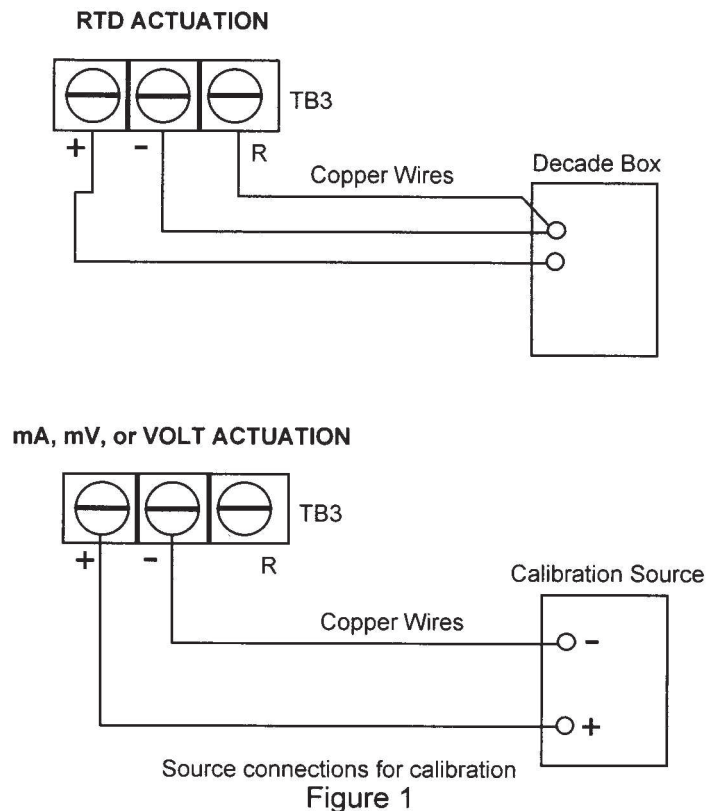 RTD ACTUATION
TB3
+ - R
Copper Wires
Decade Box
mA, mV, or VOLT ACTUATION
TB3
+ - R
Calibration Source
Copper Wires
-
+
Source connections for calibration
Figure 1